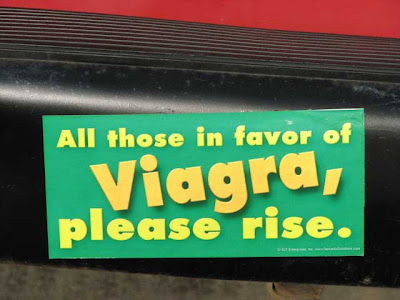 All those in favor of
Viagra,
please rise.